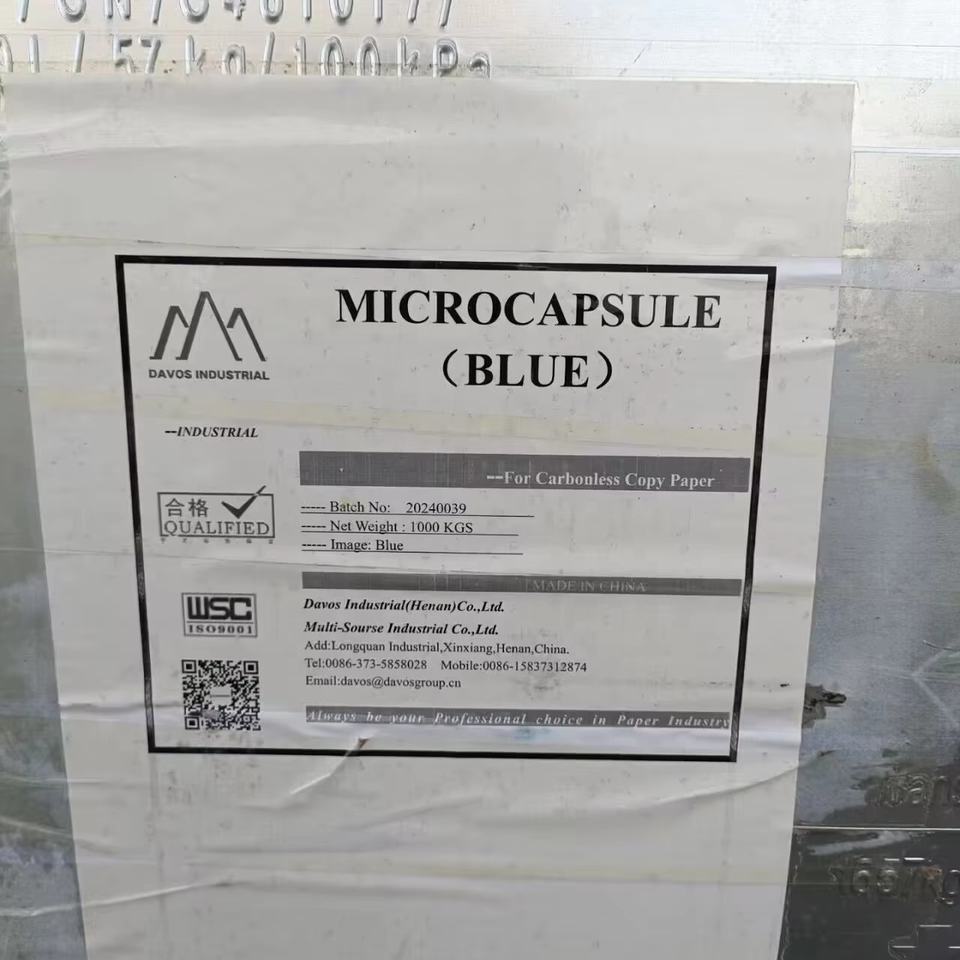 57kg/100kPa
MICROCAPSULE
（BLUE）
DAVOS INDUSTRIAL
--INDUSTRIAL
--For Carbonless Copy Paper
合格
QUALIFIED
----- Batch No: 20240039
----- Net Weight : 1000 KGS
----- Image: Blue
MADE IN CHINA
WSC
ISO9001
Davos Industrial(Henan)Co.,Ltd.
Multi-Sourse Industrial Co.,Ltd.
Add:Longquan Industrial,Xinxiang,Henan,China.
Tel:0086-373-5858028 Mobile:0086-15837312874
Email:davos@davosgroup.cn
Always be your Professional choice in Paper Industry